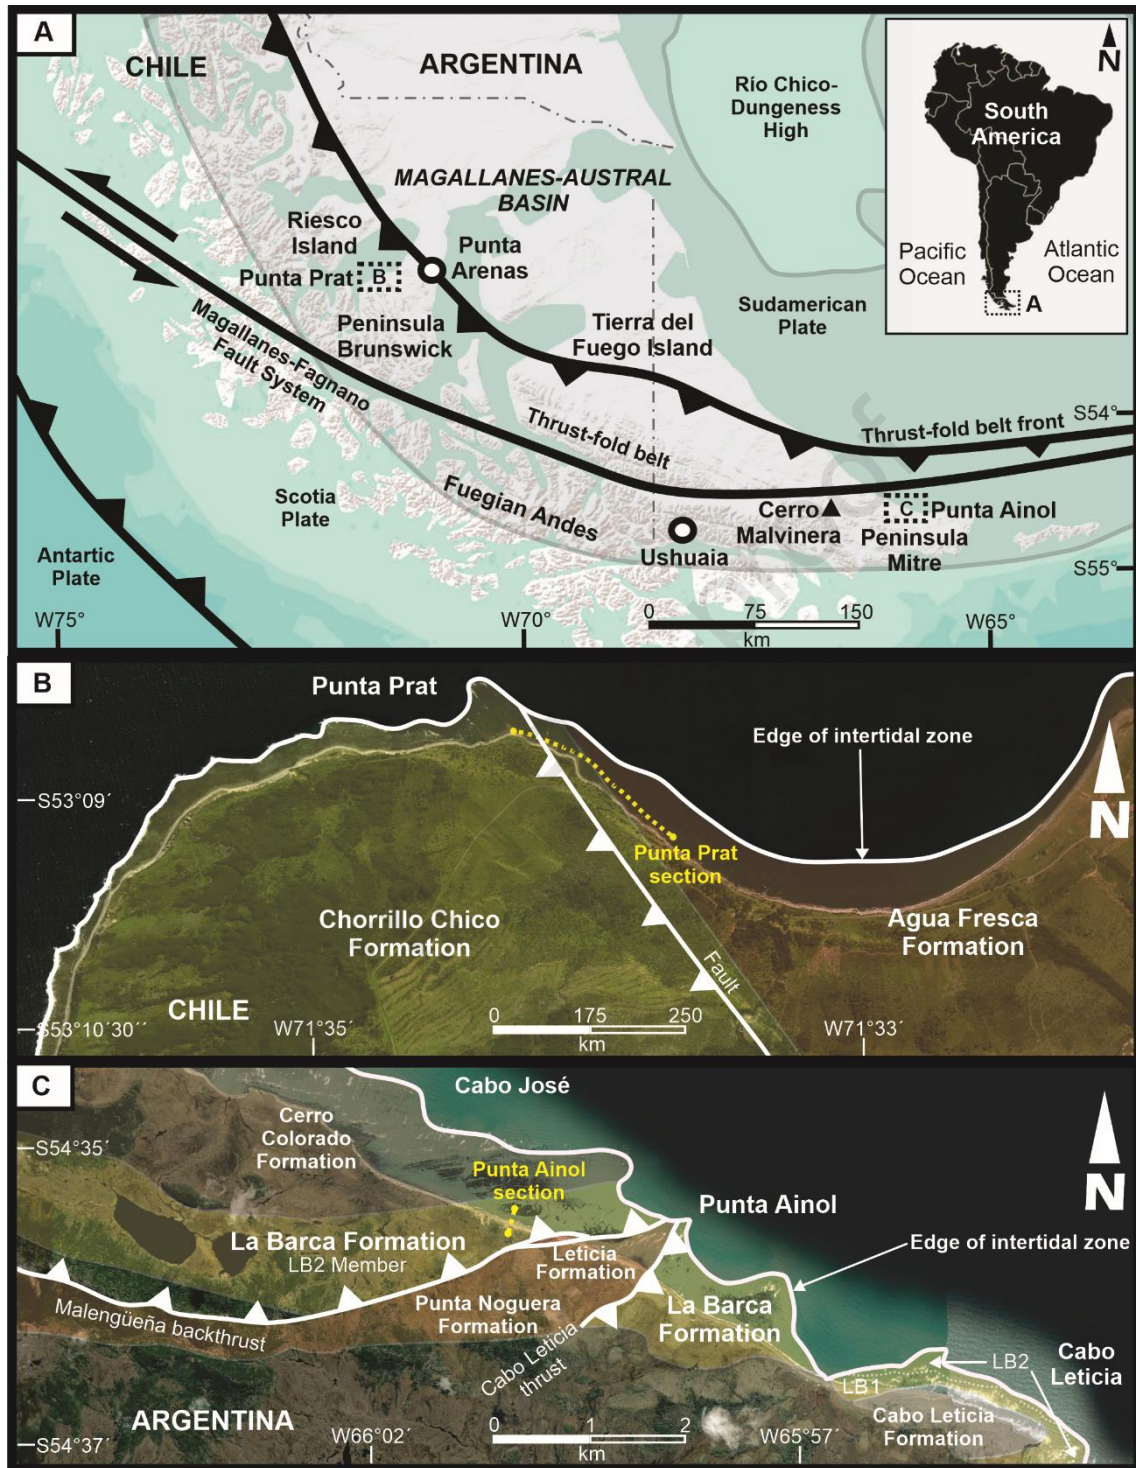 A
CHILE
ARGENTINA
Río Chico-
Dungeness
High
N
South
America
Pacific
Ocean
Atlantic
Ocean
A
MAGALLANES-AUSTRAL
BASIN
Riesco
Island
Punta
Arenas
Punta Prat
B
Peninsula
Brunswick
Tierra del
Fuego Island
Sudamerican
Plate
Magallanes-Fagnano
Fault System
Thrust-fold belt
Thrust-fold belt front
S54°
Scotia
Plate
Fuegian Andes
Cerro
Malvinera
C
Punta Ainol
Peninsula
Mitre
Ushuaia
Antartic
Plate
S55°
W75°
W70°
0 75 150
km
W65°
B
Punta Prat
Edge of intertidal zone
N
S53°09´
Punta Prat
section
Chorrillo Chico
Formation
Agua Fresca
Formation
Fault
CHILE
S53°10´30´´
W71°35´
0 175 250
km
W71°33´
C
Cabo José
N
Cerro
Colorado
Formation
S54°35´
Punta Ainol
section
Punta Ainol
La Barca Formation
LB2 Member
Leticia
Formation
Edge of intertidal zone
Malengüeña backthrust
Punta Noguera
Formation
La Barca
Formation
Cabo Leticia
thrust
LB2
Cabo
Leticia
LB1
Cabo Leticia
Formation
ARGENTINA
S54°37´
W66°02´
0 1 2
km
W65°57´